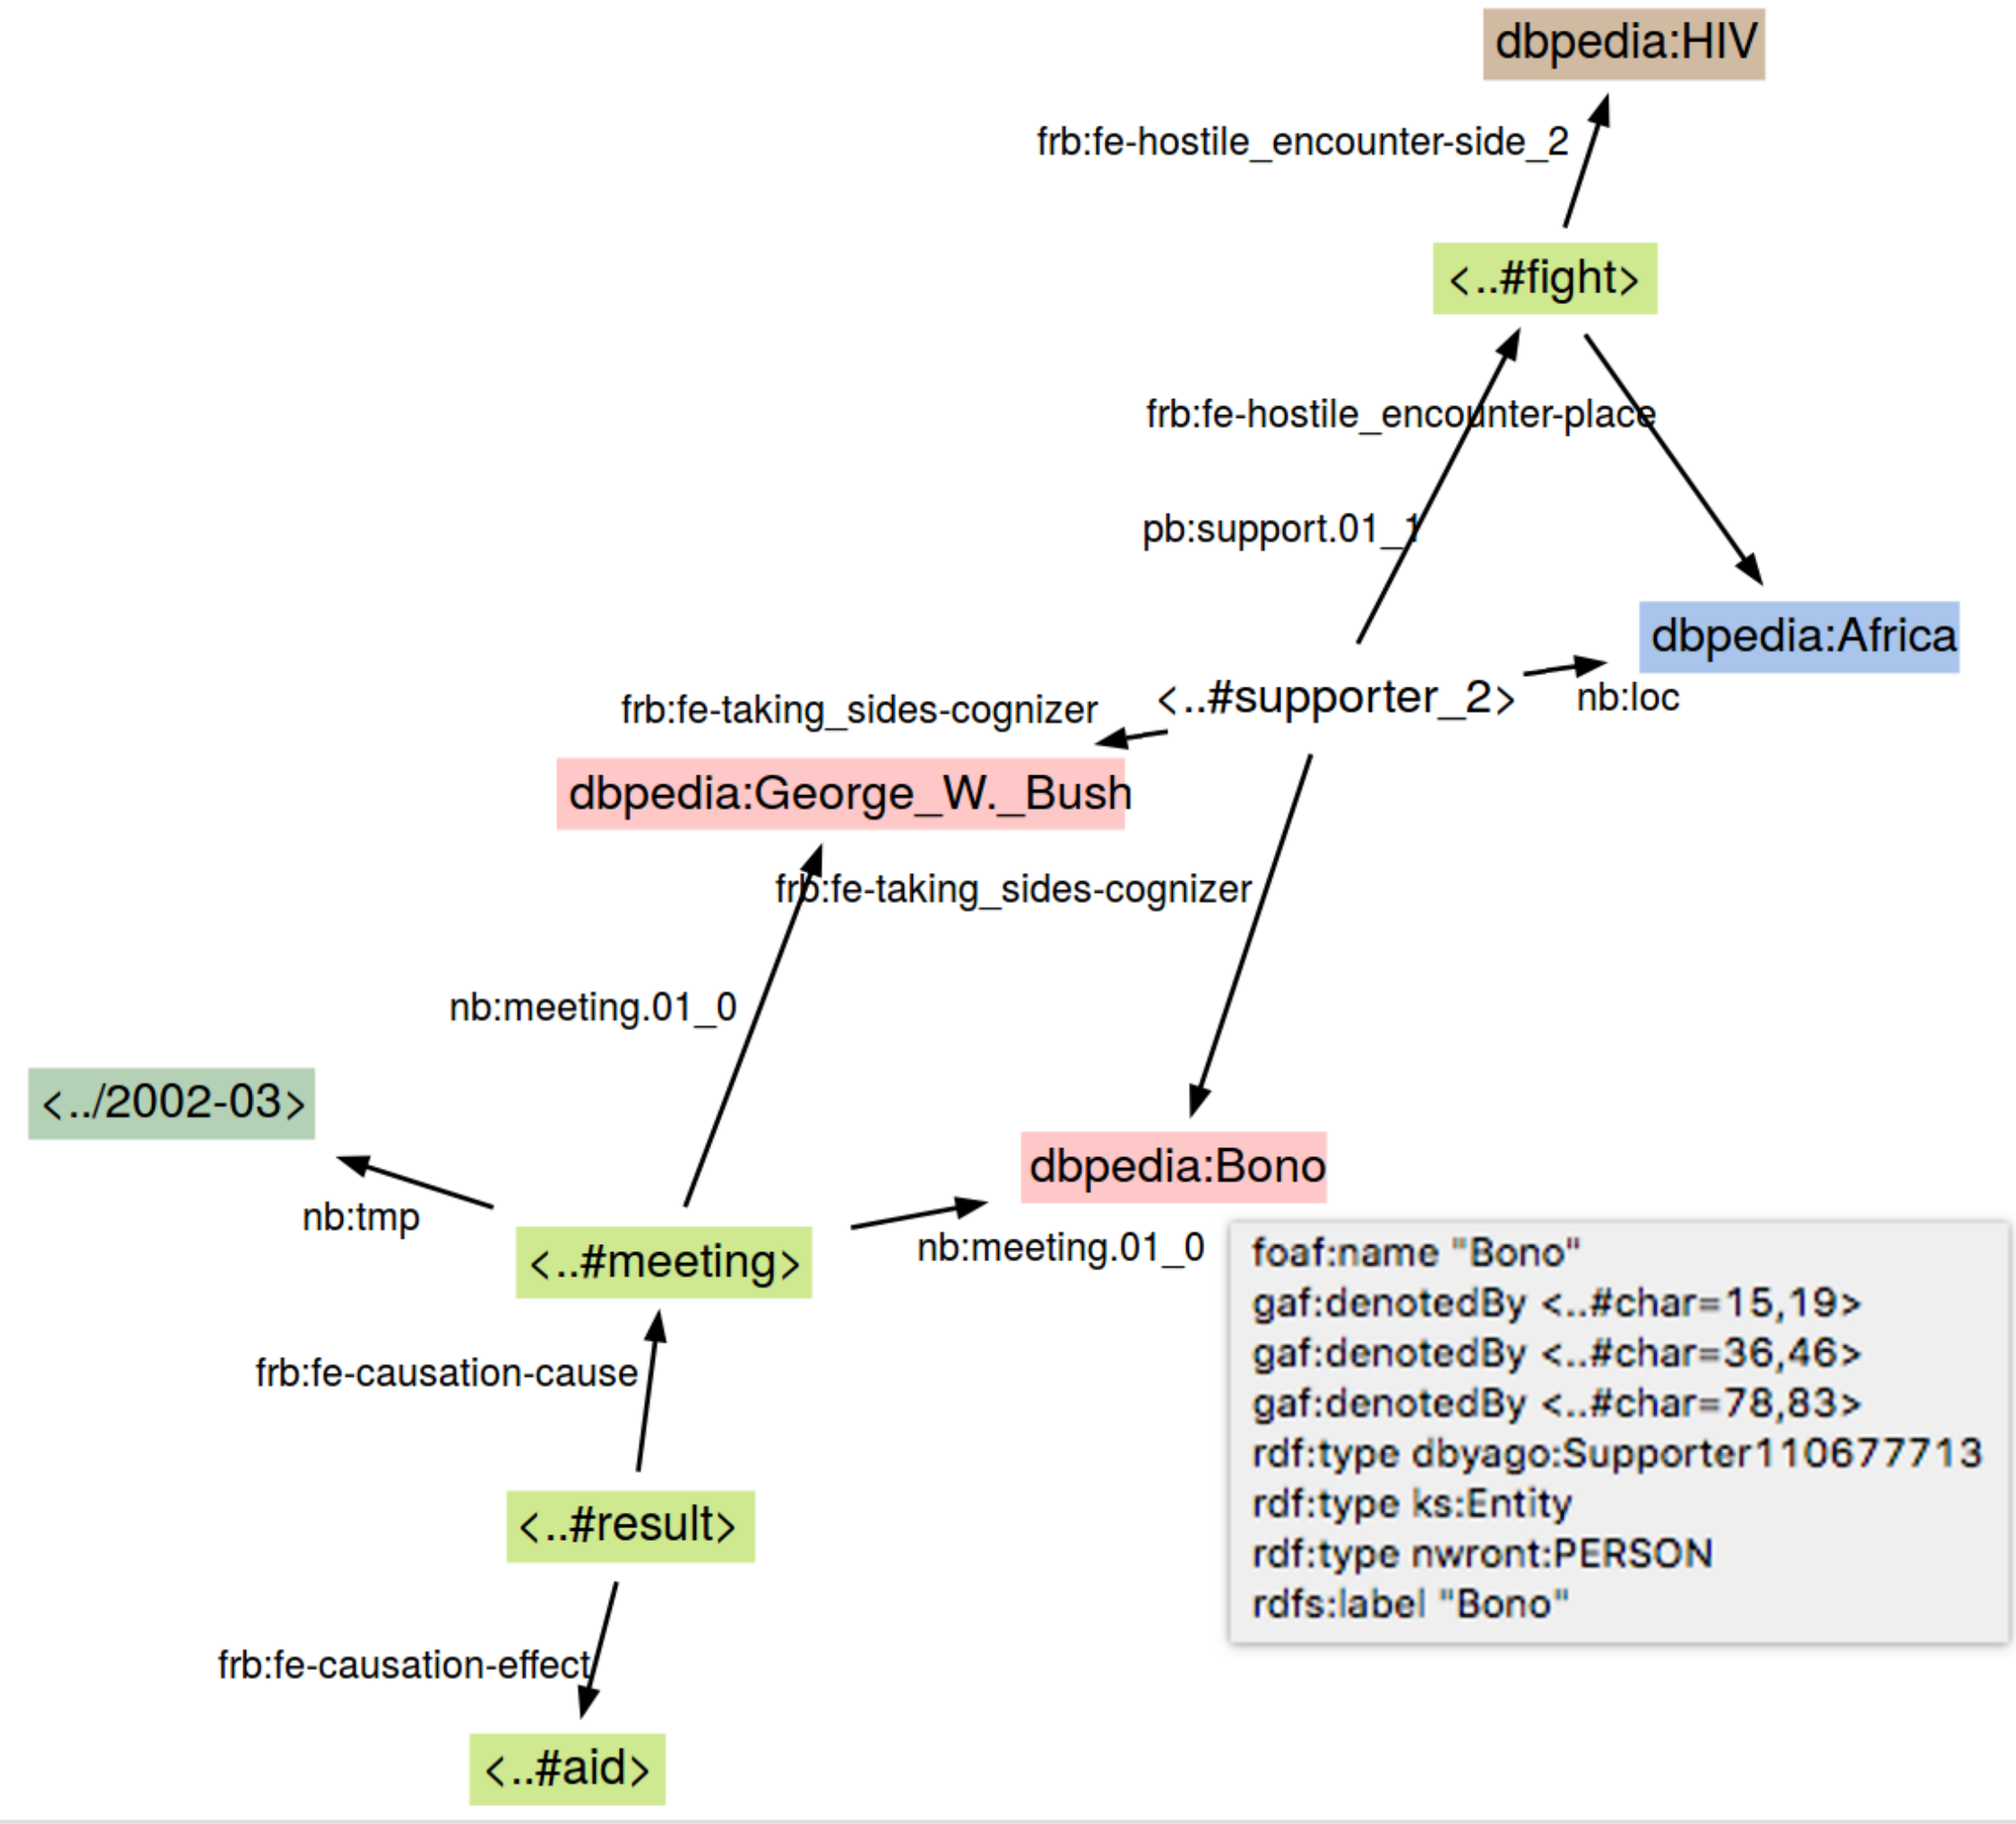 dbpedia:HIV
frb:fe-hostile_encounter-side_2
<..#fight>
frb:fe-hostile_encounter-place
pb:support.01_1
dbpedia:Africa
<..#supporter_2>
nb:loc
frb:fe-taking_sides-cognizer
dbpedia:George_W._Bush
frb:fe-taking_sides-cognizer
nb:meeting.01_0
<../2002-03>
dbpedia:Bono
nb:tmp
<..#meeting>
nb:meeting.01_0
foaf:name "Bono"
gaf:denotedBy <..#char=15,19>
gaf:denotedBy <..#char=36,46>
gaf:denotedBy <..#char=78,83>
rdf:type dbyago:Supporter110677713
rdf:type ks:Entity
rdf:type nwront:PERSON
rdfs:label "Bono"
frb:fe-causation-cause
<..#result>
frb:fe-causation-effect
<..#aid>